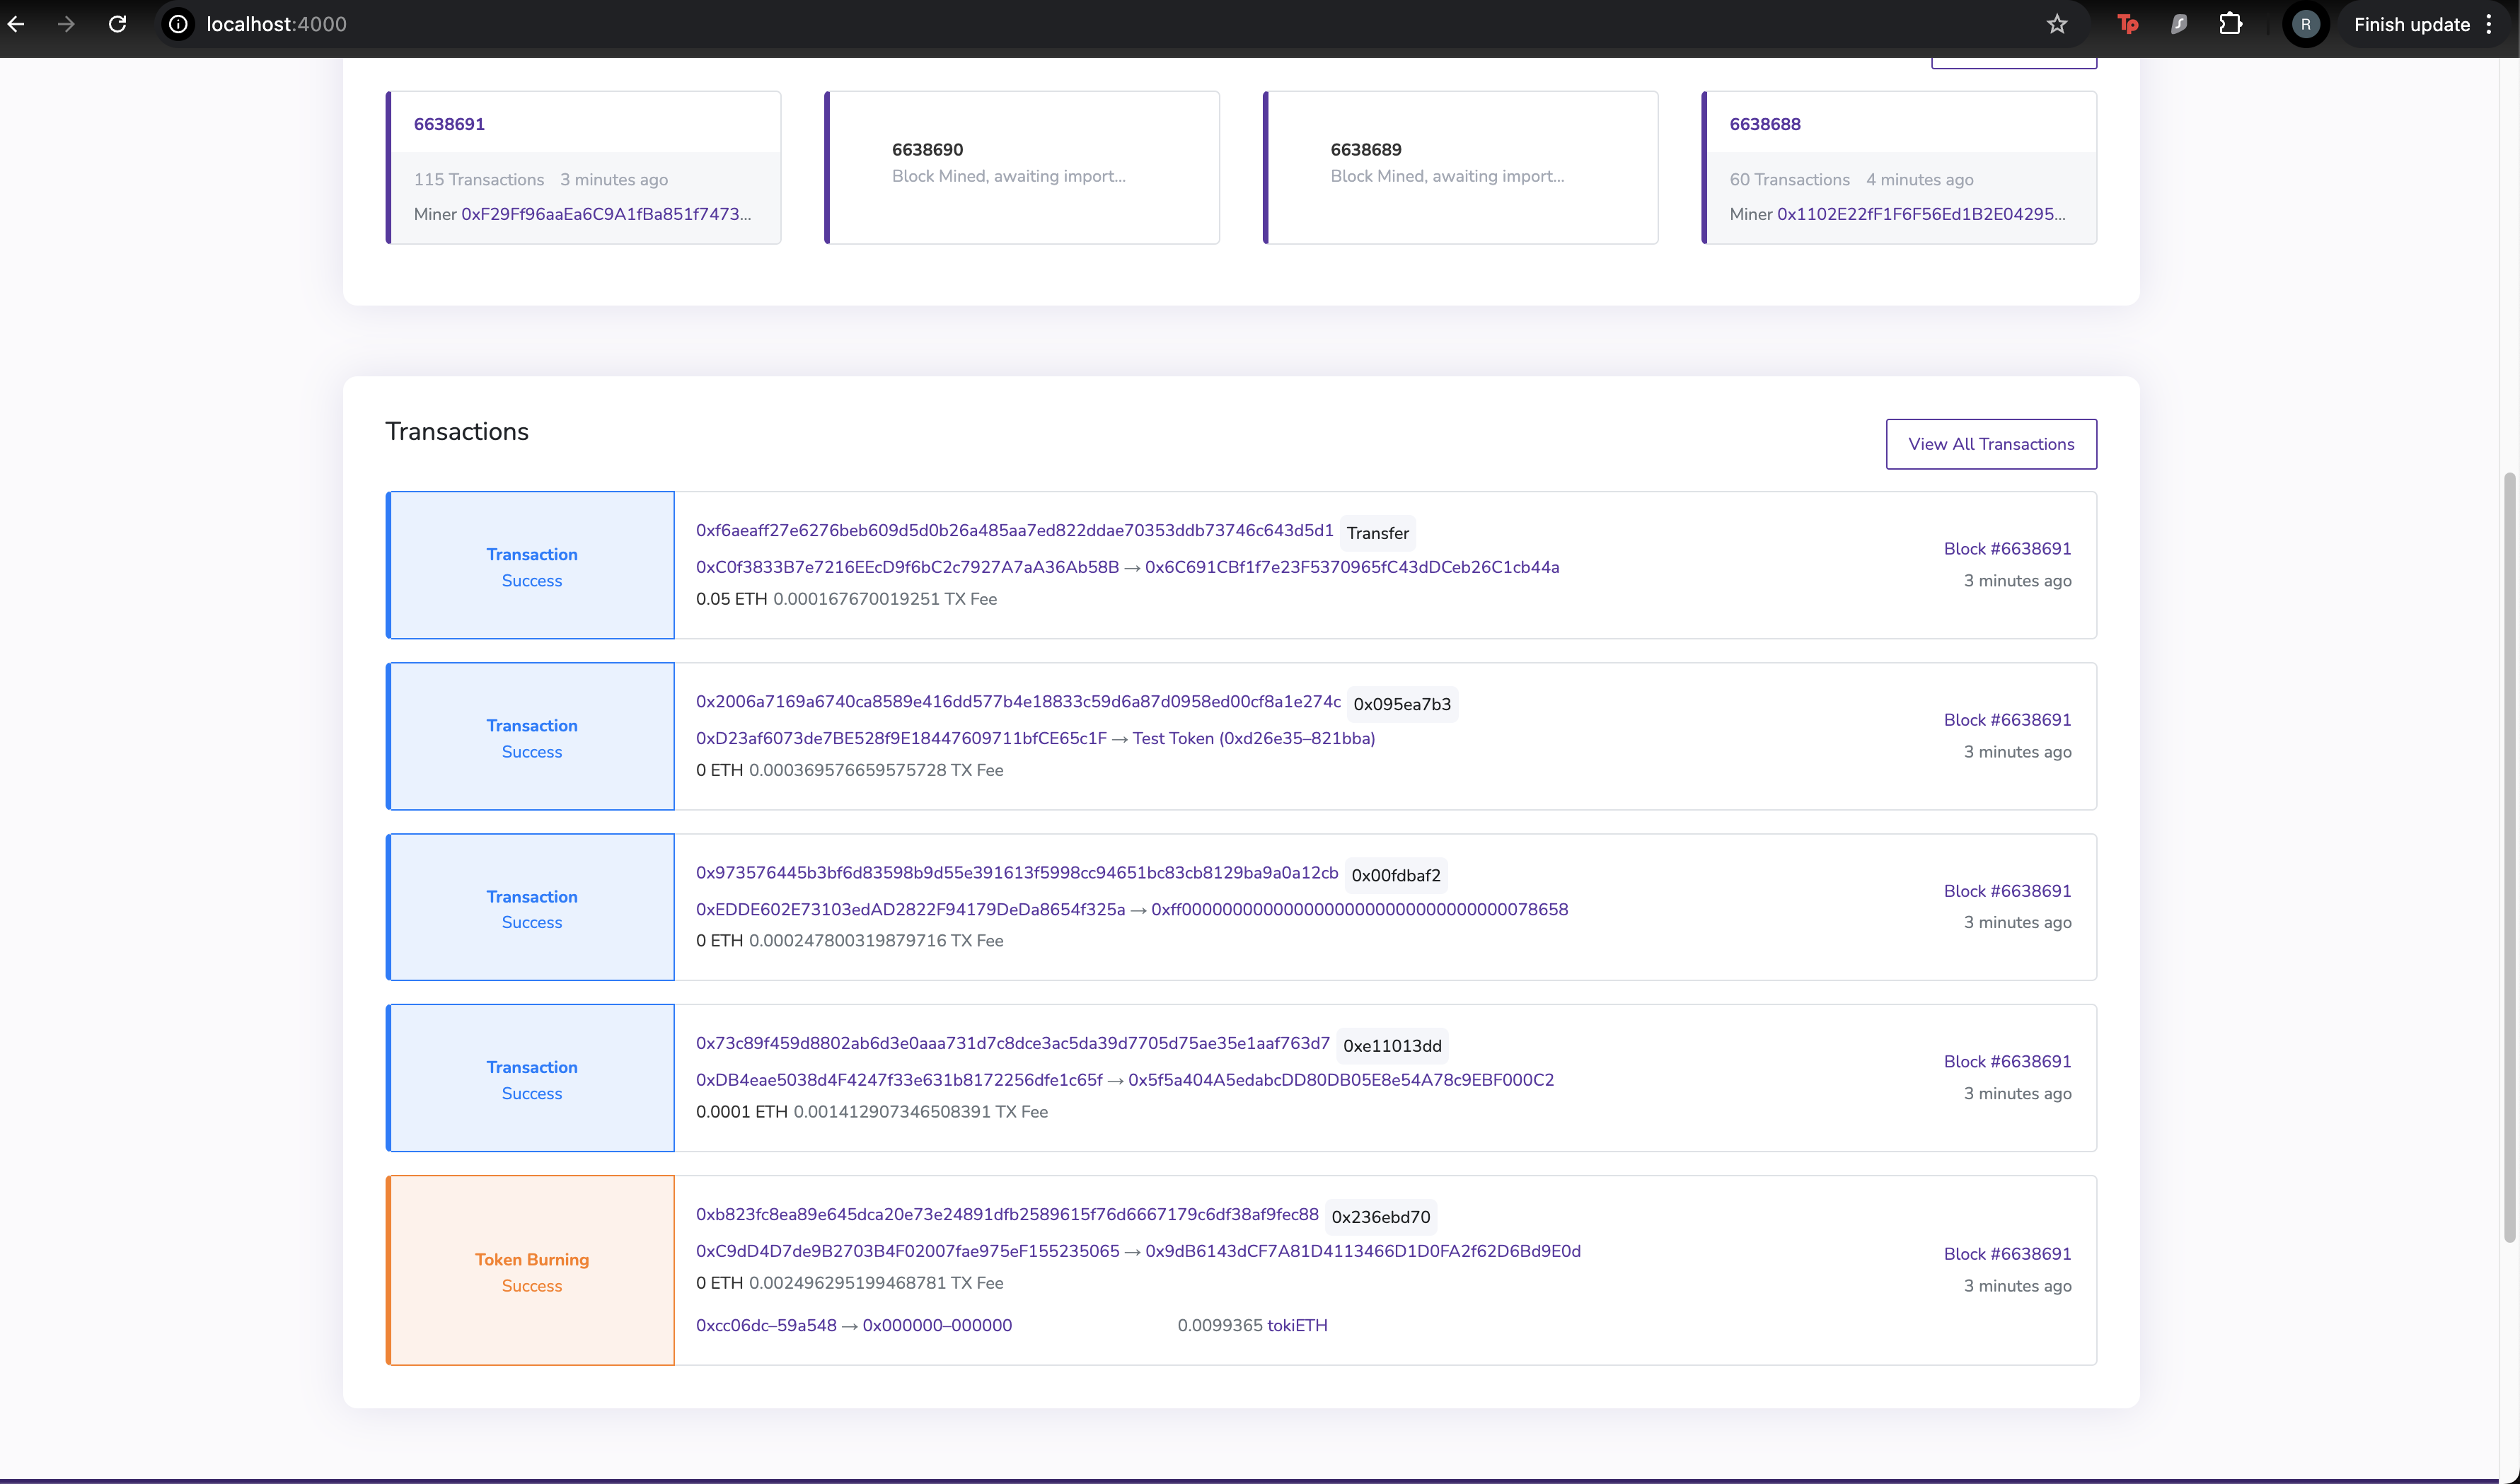 localhost:4000
R
Finish update
6638691
115 Transactions 3 minutes ago
Miner 0xF29Ff96aaEa6C9A1fBa851f7473...
6638690
Block Mined, awaiting import...
6638689
Block Mined, awaiting import...
6638688
60 Transactions 4 minutes ago
Miner 0x1102E22fF1F6F56Ed1B2E04295...
Transactions
View All Transactions
Transaction
Success
0xf6aeaff27e6276beb609d5d0b26a485aa7ed822ddae70353ddb73746c643d5d1 Transfer
0xC0f3833B7e7216EEcD9f6bC2c7927A7aA36Ab58B → 0x6C691CBf1f7e23F5370965fC43dDCeb26C1cb44a
0.05 ETH 0.000167670019251 TX Fee
Block #6638691
3 minutes ago
Transaction
Success
0x2006a7169a6740ca8589e416dd577b4e18833c59d6a87d0958ed00cf8a1e274c 0x095ea7b3
0xD23af6073de7BE528f9E18447609711bfCE65c1F → Test Token (0xd26e35–821bba)
0 ETH 0.000369576659575728 TX Fee
Block #6638691
3 minutes ago
Transaction
Success
0x973576445b3bf6d83598b9d55e391613f5998cc94651bc83cb8129ba9a0a12cb 0x00fdbaf2
0xEDDE602E73103edAD2822F94179DeDa8654f325a → 0xff00000000000000000000000000000000078658
0 ETH 0.000247800319879716 TX Fee
Block #6638691
3 minutes ago
Transaction
Success
0x73c89f459d8802ab6d3e0aaa731d7c8dce3ac5da39d7705d75ae35e1aaf763d7 0xe11013dd
0xDB4eae5038d4F4247f33e631b8172256dfe1c65f → 0x5f5a404A5edabcDD80DB05E8e54A78c9EBF000C2
0.0001 ETH 0.001412907346508391 TX Fee
Block #6638691
3 minutes ago
Token Burning
Success
0xb823fc8ea89e645dca20e73e24891dfb2589615f76d6667179c6df38af9fec88 0x236ebd70
0xC9dD4D7de9B2703B4F02007fae975eF155235065 → 0x9dB6143dCF7A81D4113466D1D0FA2f62D6Bd9E0d
0 ETH 0.002496295199468781 TX Fee
0xcc06dc–59a548 → 0x000000–000000 0.0099365 tokiETH
Block #6638691
3 minutes ago